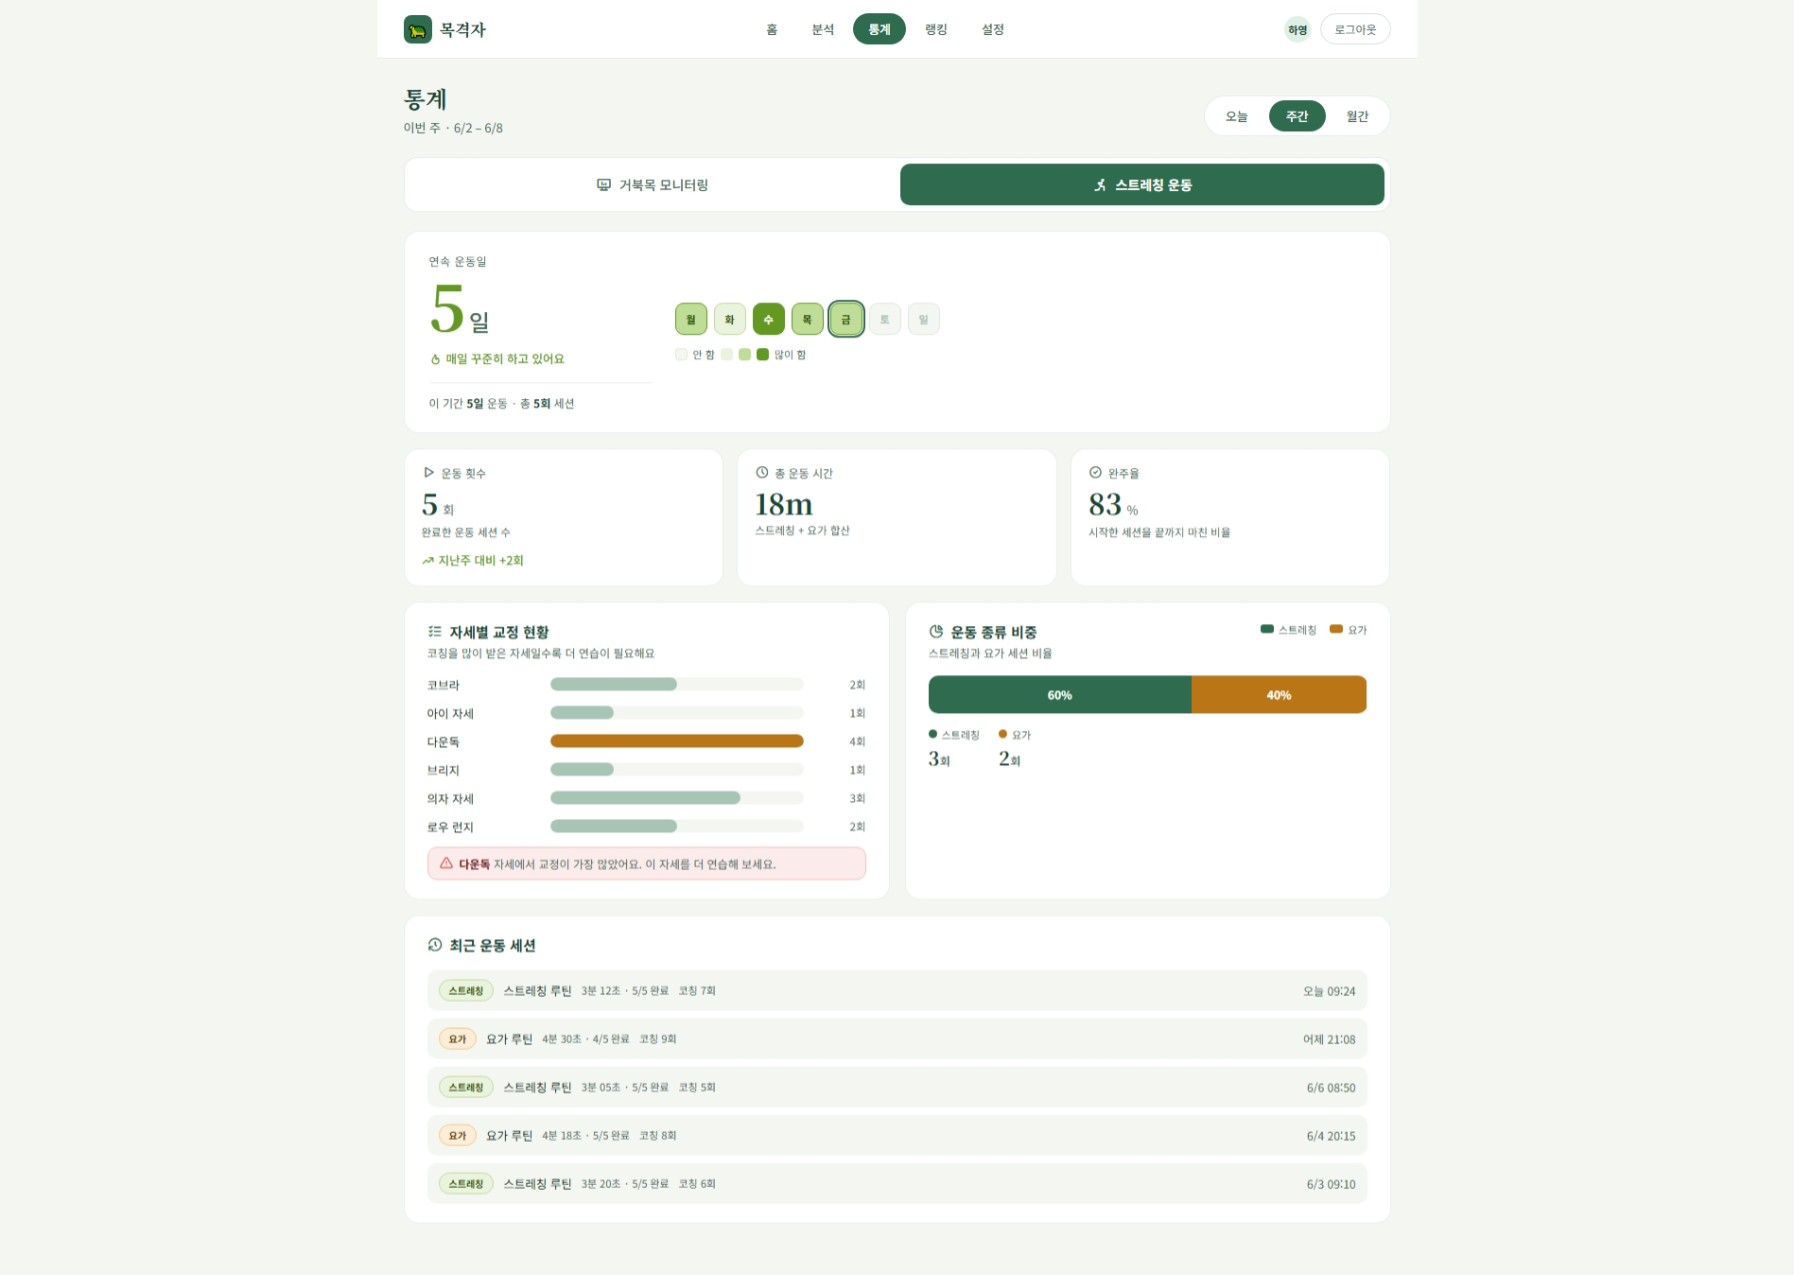 목격자
홈 분석 통계 랭킹 설정
하영 로그아웃
통계
이번 주 · 6/2 – 6/8
오늘 주간 월간
거북목 모니터링
스트레칭 운동
연속 운동일
5일
매일 꾸준히 하고 있어요
이 기간 5일 운동 · 총 5회 세션
월 화 수 목 금 토 일
안 함 많이 함
운동 횟수
5 회
완료한 운동 세션 수
지난주 대비 +2회
총 운동 시간
18m
스트레칭 + 요가 합산
완주율
83 %
시작한 세션을 끝까지 마친 비율
자세별 교정 현황
코칭을 많이 받은 자세일수록 더 연습이 필요해요
코브라 2회
아이 자세 1회
다운독 4회
브리지 1회
의자 자세 3회
로우 런지 2회
다운독 자세에서 교정이 가장 많았어요. 이 자세를 더 연습해 보세요.
운동 종류 비중
스트레칭 요가
스트레칭과 요가 세션 비율
60% 40%
스트레칭 요가
3회 2회
최근 운동 세션
스트레칭 스트레칭 루틴 3분 12초 · 5/5 완료 코칭 7회 오늘 09:24
요가 요가 루틴 4분 30초 · 4/5 완료 코칭 9회 어제 21:08
스트레칭 스트레칭 루틴 3분 05초 · 5/5 완료 코칭 5회 6/6 08:50
요가 요가 루틴 4분 18초 · 5/5 완료 코칭 8회 6/4 20:15
스트레칭 스트레칭 루틴 3분 20초 · 5/5 완료 코칭 6회 6/3 09:10